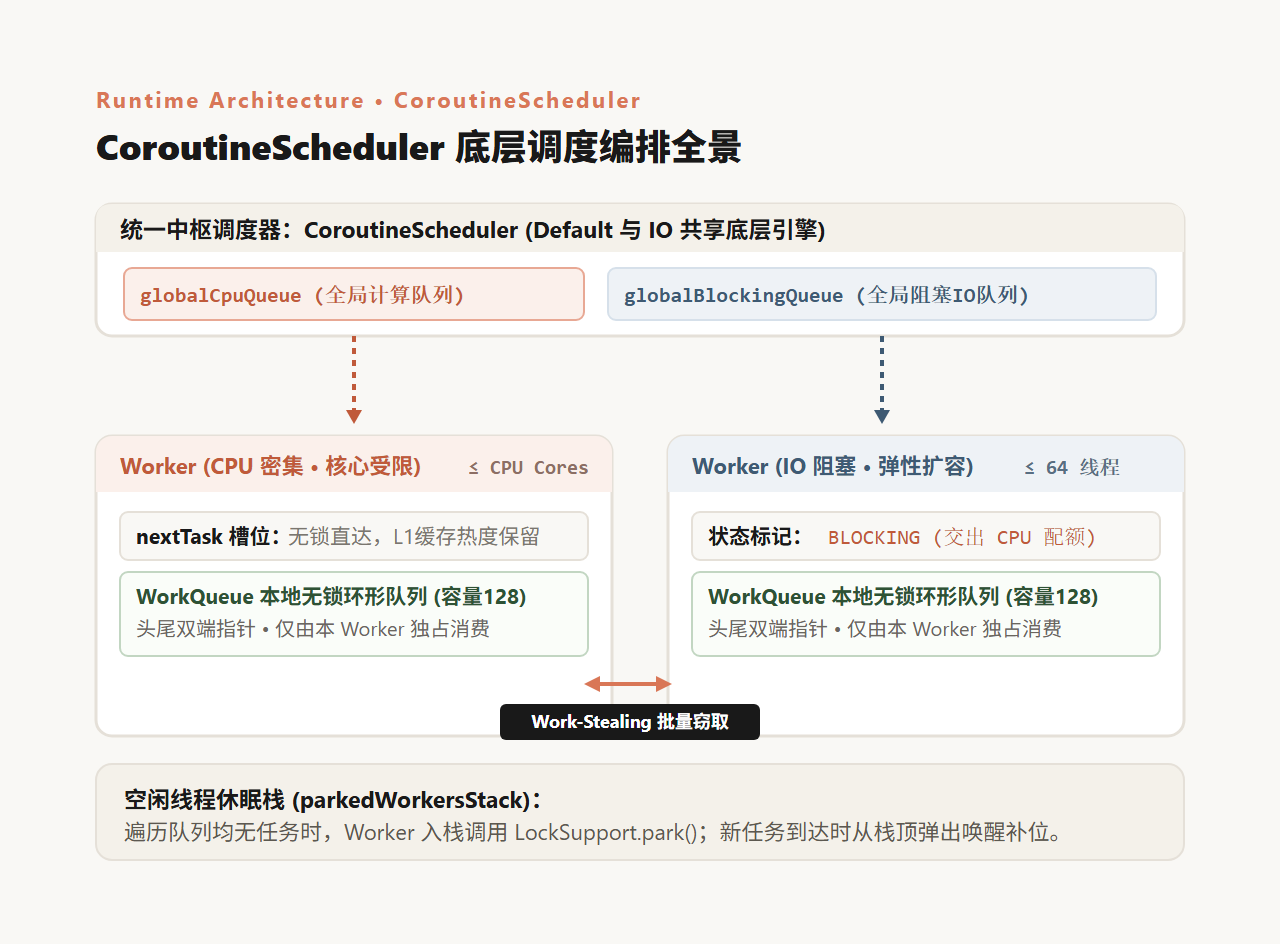 Runtime Architecture • CoroutineScheduler
CoroutineScheduler 底层调度编排全景
统一中枢调度器：CoroutineScheduler (Default 与 IO 共享底层引擎)
globalCpuQueue (全局计算队列)
globalBlockingQueue (全局阻塞IO队列)
Worker (CPU 密集 • 核心受限)
≤ CPU Cores
nextTask 槽位：无锁直达，L1缓存热度保留
WorkQueue 本地无锁环形队列 (容量128)
头尾双端指针 • 仅由本 Worker 独占消费
Worker (IO 阻塞 • 弹性扩容)
≤ 64 线程
状态标记： BLOCKING (交出 CPU 配额)
WorkQueue 本地无锁环形队列 (容量128)
头尾双端指针 • 仅由本 Worker 独占消费
Work-Stealing 批量窃取
空闲线程休眠栈 (parkedWorkersStack)：
遍历队列均无任务时，Worker 入栈调用 LockSupport.park()；新任务到达时从栈顶弹出唤醒补位。